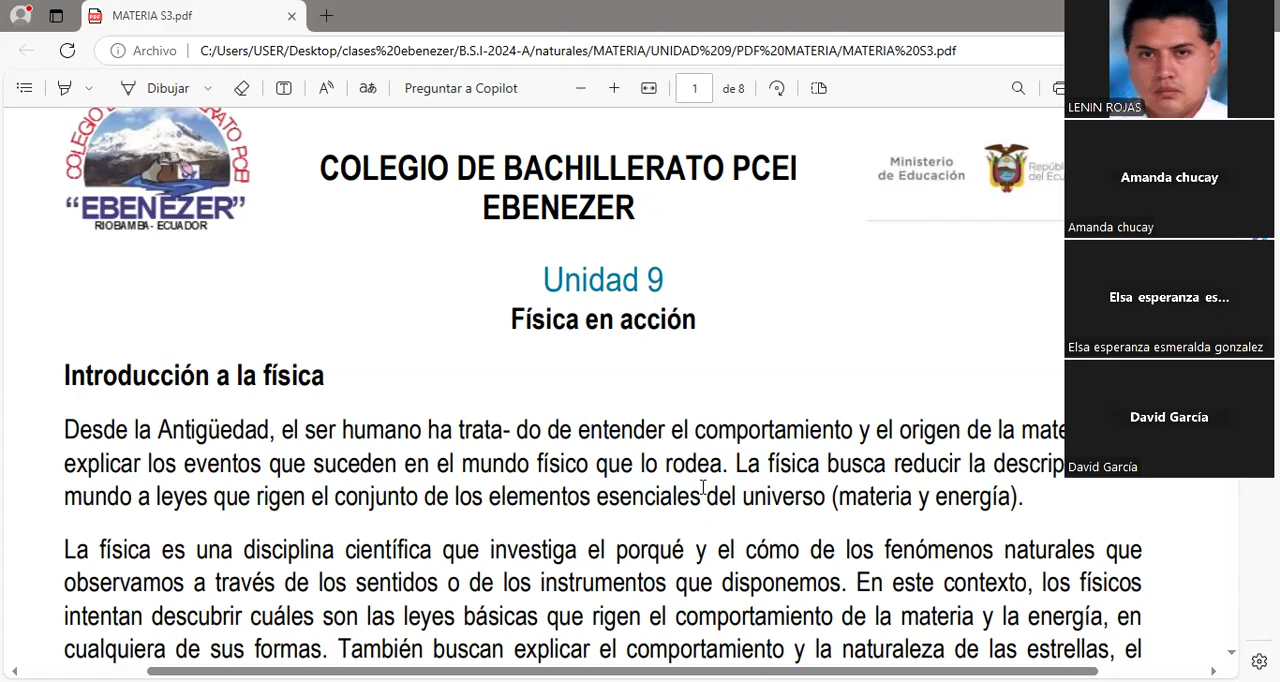 MATERIA S3.pdf
Archivo
C:/Users/USER/Desktop/clases%20ebenezer/B.S.I-2024-A/naturales/MATERIA/UNIDAD%209/PDF%20MATERIA/MATERIA%20S3.pdf
Dibujar
Preguntar a Copilot
1 de 8
COLEGIO DE BACHILLERATO PCEI
“EBENEZER”
RIOBAMBA - ECUADOR
COLEGIO DE BACHILLERATO PCEI
EBENEZER
Ministerio
de Educación
Repúbl
del Ecu
Unidad 9
Física en acción
Introducción a la física
Desde la Antigüedad, el ser humano ha trata- do de entender el comportamiento y el origen de la mate
explicar los eventos que suceden en el mundo físico que lo rodea. La física busca reducir la descrip
mundo a leyes que rigen el conjunto de los elementos esenciales del universo (materia y energía).
La física es una disciplina científica que investiga el porqué y el cómo de los fenómenos naturales que
observamos a través de los sentidos o de los instrumentos que disponemos. En este contexto, los físicos
intentan descubrir cuáles son las leyes básicas que rigen el comportamiento de la materia y la energía, en
cualquiera de sus formas. También buscan explicar el comportamiento y la naturaleza de las estrellas, el
LENIN ROJAS
Amanda chucay
Amanda chucay
Elsa esperanza es...
Elsa esperanza esmeralda gonzalez
David García
David García